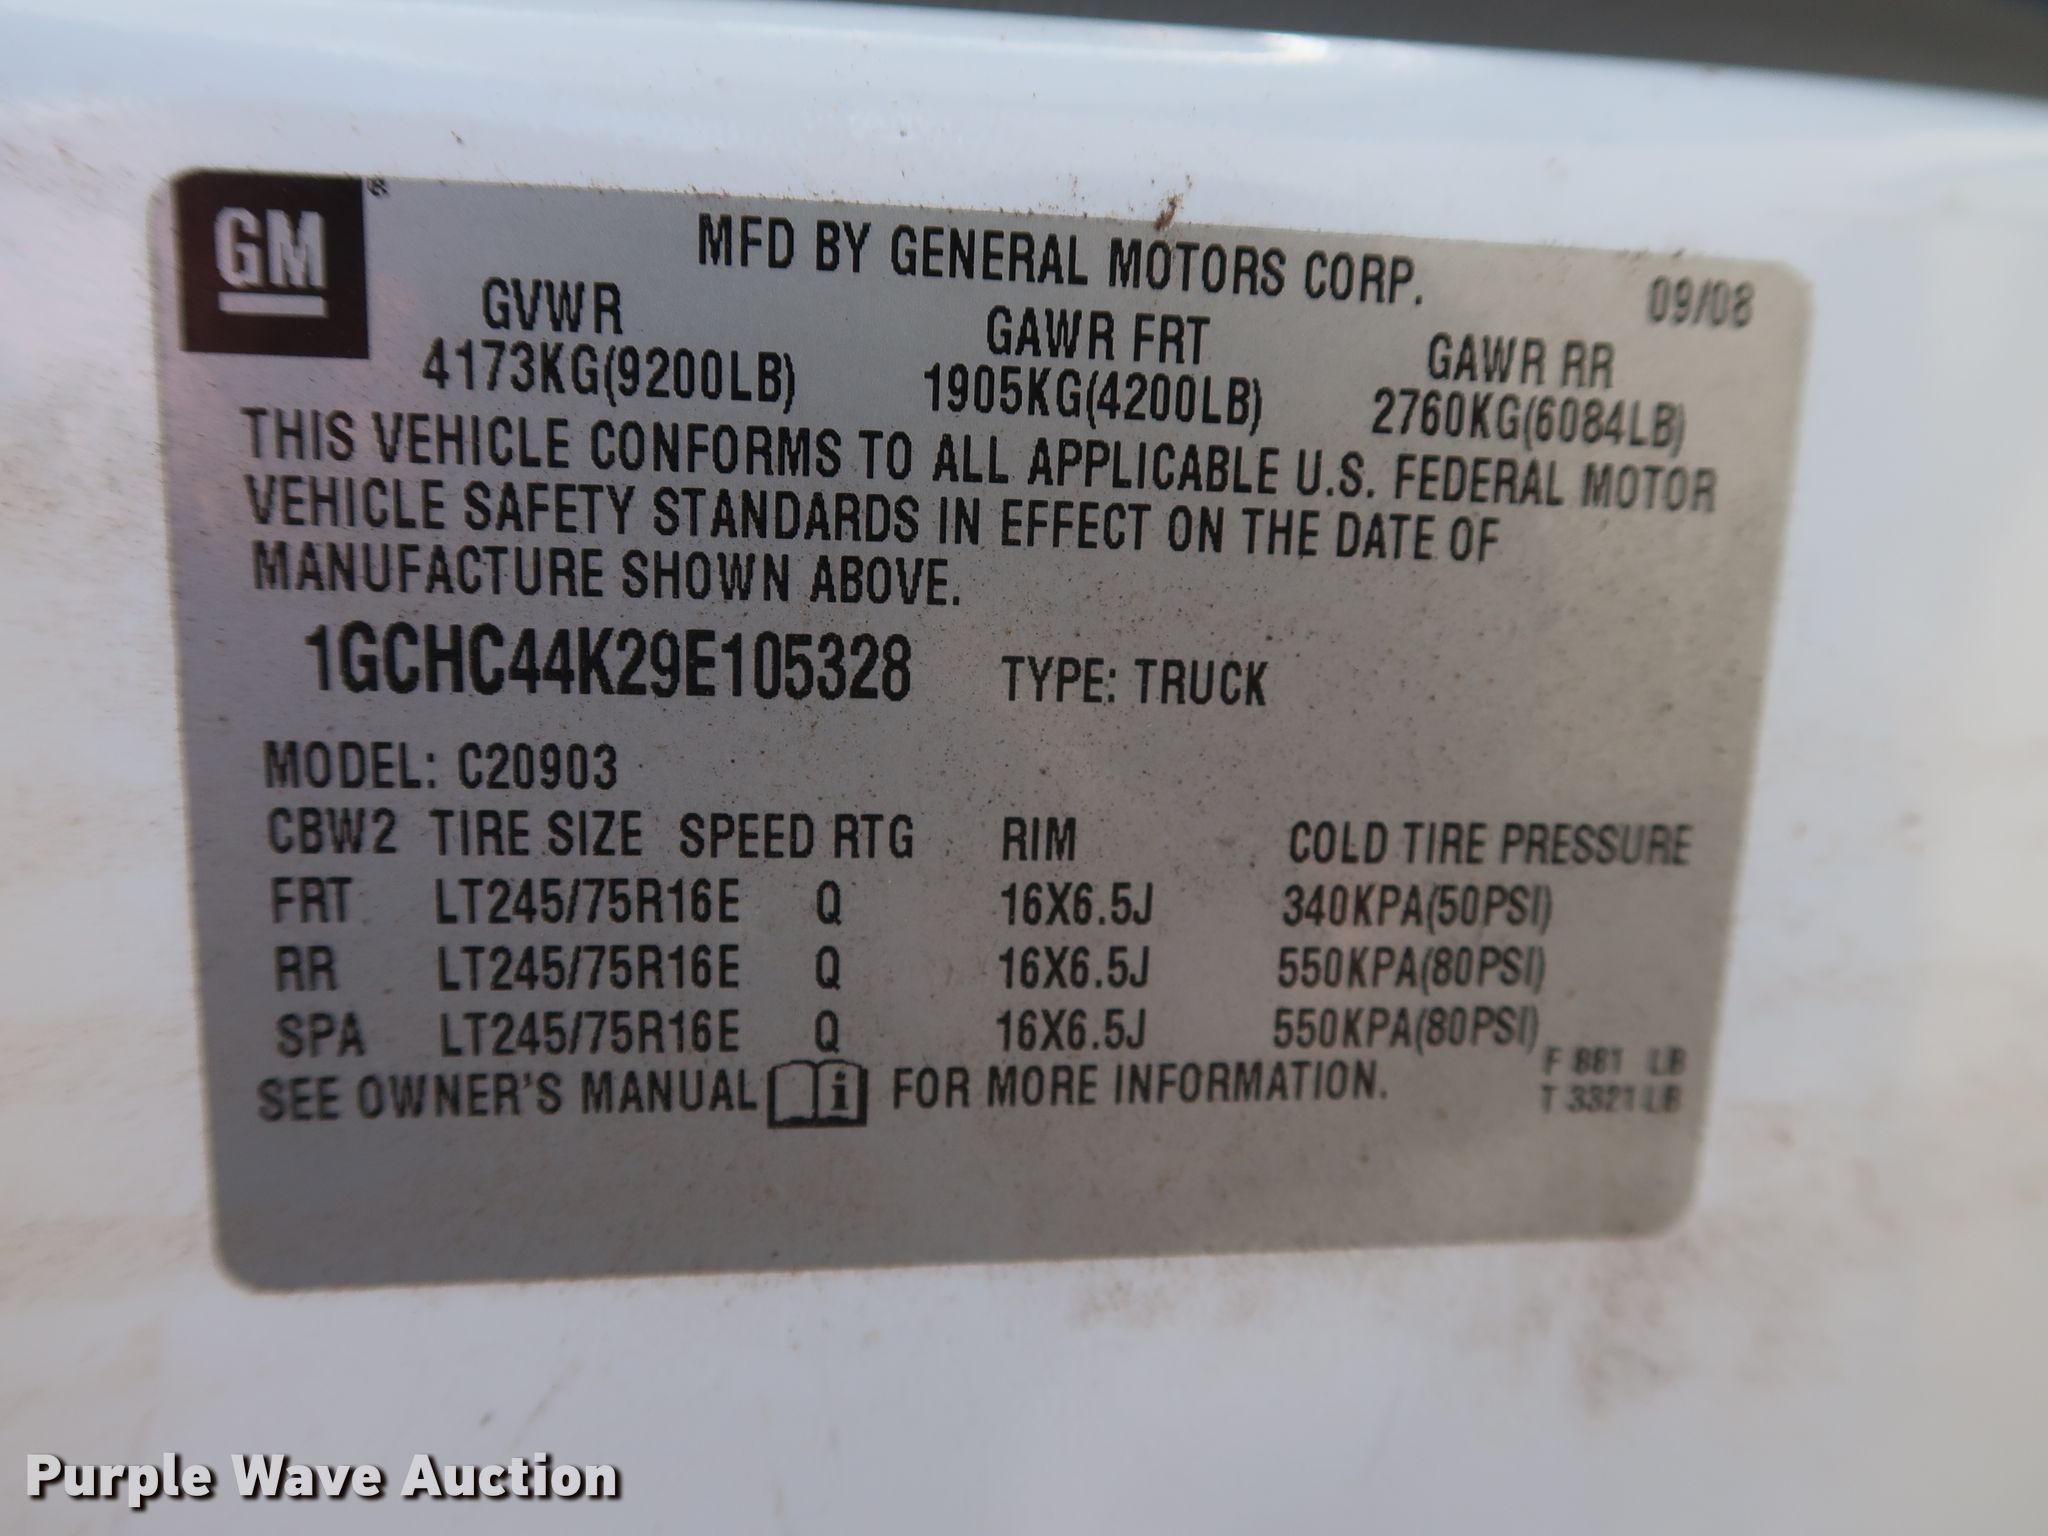 GM ®
MFD BY GENERAL MOTORS CORP.
09/08
GVWR GAWR FRT GAWR RR
4173KG(9200LB) 1905KG(4200LB) 2760KG(6084LB)
THIS VEHICLE CONFORMS TO ALL APPLICABLE U.S. FEDERAL MOTOR
VEHICLE SAFETY STANDARDS IN EFFECT ON THE DATE OF
MANUFACTURE SHOWN ABOVE.
1GCHC44K29E105328 TYPE: TRUCK
MODEL: C20903
CBW2 TIRE SIZE SPEED RTG RIM COLD TIRE PRESSURE
FRT LT245/75R16E Q 16X6.5J 340KPA(50PSI)
RR LT245/75R16E Q 16X6.5J 550KPA(80PSI)
SPA LT245/75R16E Q 16X6.5J 550KPA(80PSI)
SEE OWNER'S MANUAL i FOR MORE INFORMATION.
F 881 LB
T 3321LB
Purple Wave Auction